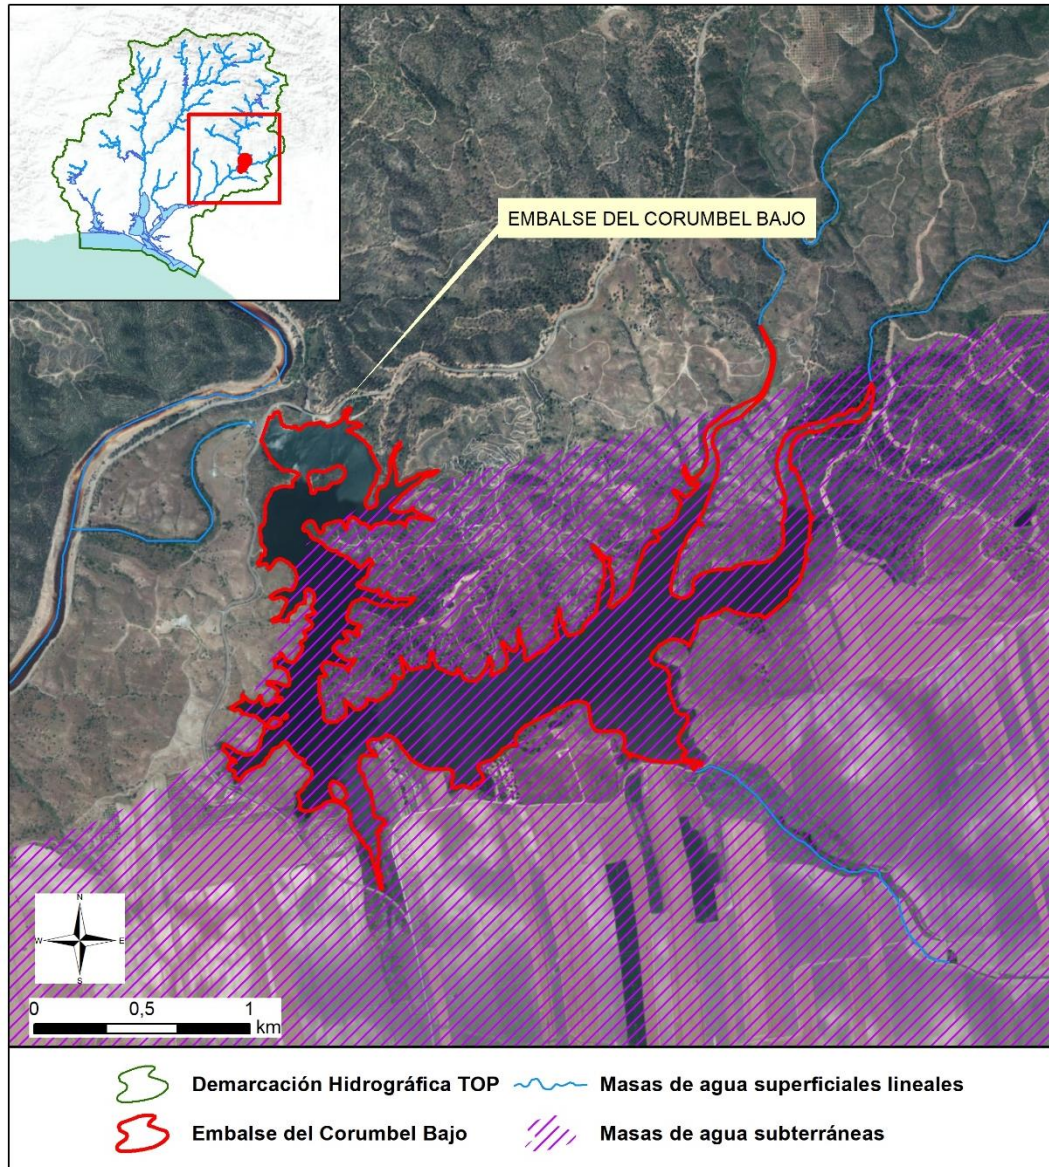 EMBALSE DEL CORUMBEL BAJO
N
W E
S
0 0,5 1
km
Demarcación Hidrográfica TOP
Masas de agua superficiales lineales
Embalse del Corumbel Bajo
Masas de agua subterráneas